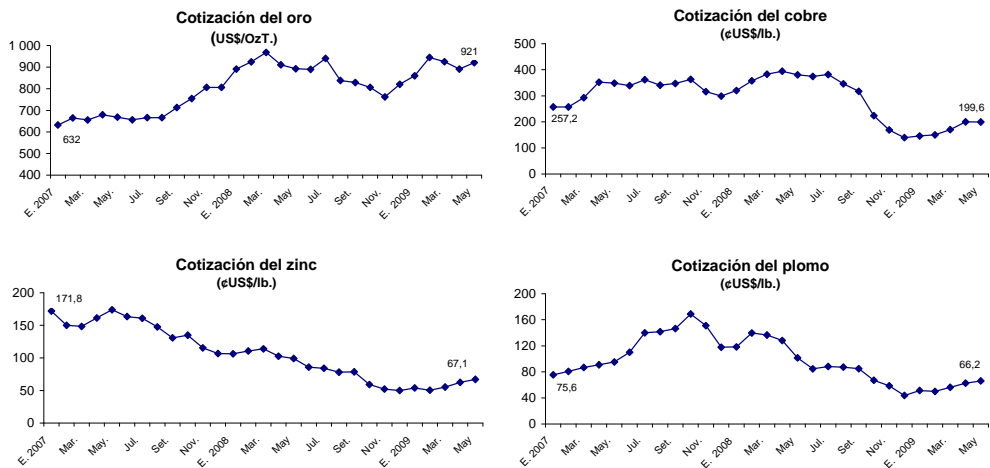 Cotización del oro
(US$/OzT.)
1 000
900
800
700
600
500
400
632
921
E. 2007
Mar.
May.
Jul.
Set.
Nov.
E. 2008
Mar.
May
Jul.
Set.
Nov.
E. 2009
Mar.
May
Cotización del cobre
(¢US$/lb.)
500
400
300
200
100
0
257,2
199,6
E. 2007
Mar.
May.
Jul.
Set.
Nov.
E. 2008
Mar.
May
Jul.
Set.
Nov.
E. 2009
Mar.
May
Cotización del zinc
(¢US$/lb.)
200
150
100
50
0
171,8
67,1
E. 2007
Mar.
May.
Jul.
Set.
Nov.
E. 2008
Mar.
May
Jul.
Set.
Nov.
E. 2009
Mar.
May
Cotización del plomo
(¢US$/lb.)
200
160
120
80
40
0
75,6
66,2
E. 2007
Mar.
May.
Jul.
Set.
Nov.
E. 2008
Mar.
May
Jul.
Set.
Nov.
E. 2009
Mar.
May